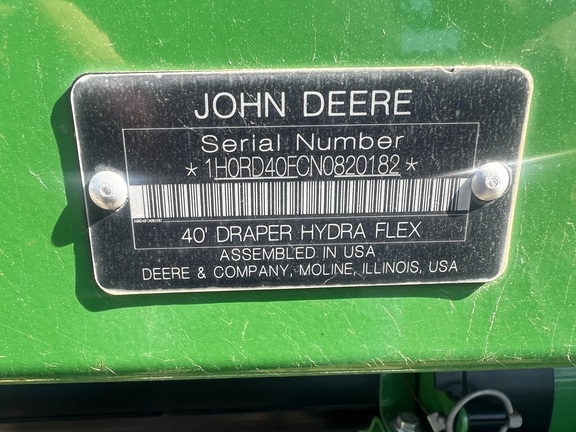 JOHN DEERE
Serial Number
*1H0RD40FCN0820182*
40' DRAPER HYDRA FLEX
ASSEMBLED IN USA
DEERE & COMPANY, MOLINE, ILLINOIS, USA